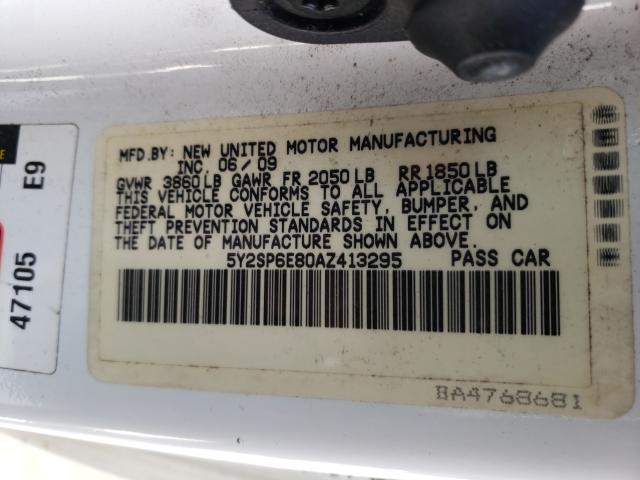 MFD.BY: NEW UNITED MOTOR MANUFACTURING
INC. 06/09
GVWR 3860LB GAWR FR 2050LB RR1850LB
THIS VEHICLE CONFORMS TO ALL APPLICABLE
FEDERAL MOTOR VEHICLE SAFETY, BUMPER, AND
THEFT PREVENTION STANDARDS IN EFFECT ON
THE DATE OF MANUFACTURE SHOWN ABOVE.
5Y2SP6E80AZ413295 PASS CAR
BA4768681
47105 E9